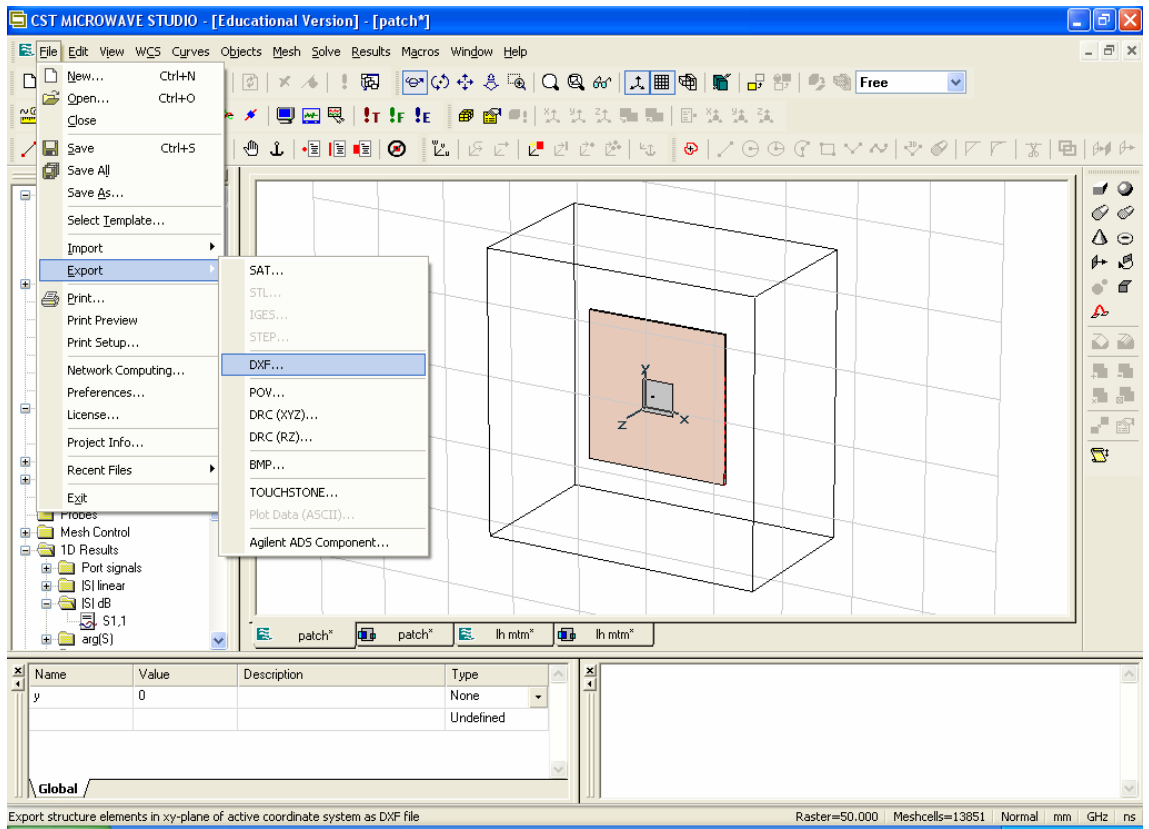 CST MICROWAVE STUDIO - [Educational Version] - [patch*]
File Edit View WCS Curves Objects Mesh Solve Results Macros Window Help
New... Ctrl+N
Open... Ctrl+O
Close
Save Ctrl+S
Save All
Save As...
Select Template...
Import
Export
Print...
Print Preview
Print Setup...
Network Computing...
Preferences...
License...
Project Info...
Recent Files
Exit
SAT...
STL...
IGES...
STEP...
DXF...
POV...
DRC (XYZ)...
DRC (RZ)...
BMP...
TOUCHSTONE...
Plot Data (ASCII)...
Agilent ADS Component...
Free
Y
Z
X
Probes
Mesh Control
1D Results
Port signals
|S| linear
|S| dB
S1,1
arg(S)
patch* patch* lh mtm* lh mtm*
Name Value Description Type
y 0 None
Undefined
Global
Export structure elements in xy-plane of active coordinate system as DXF file
Raster=50.000 Meshcells=13851 Normal mm GHz ns